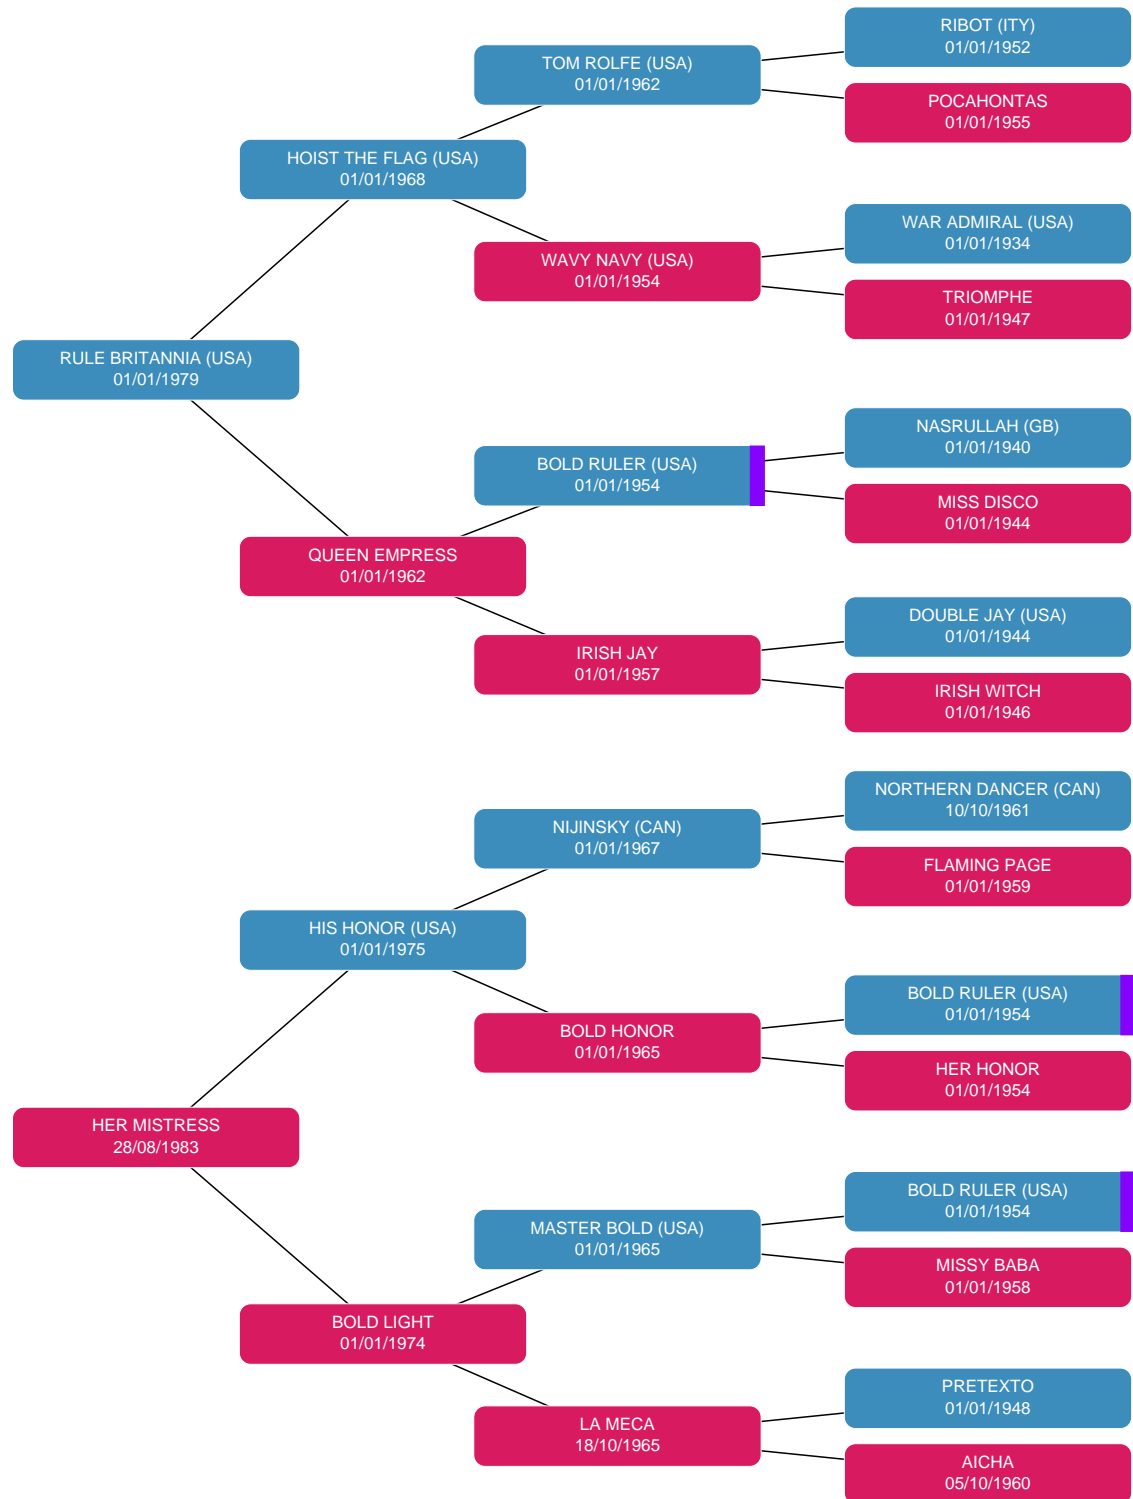 RIBOT (ITY)
01/01/1952
TOM ROLFE (USA)
01/01/1962
POCAHONTAS
01/01/1955
HOIST THE FLAG (USA)
01/01/1968
WAR ADMIRAL (USA)
01/01/1934
WAVY NAVY (USA)
01/01/1954
TRIOMPHE
01/01/1947
RULE BRITANNIA (USA)
01/01/1979
NASRULLAH (GB)
01/01/1940
BOLD RULER (USA)
01/01/1954
MISS DISCO
01/01/1944
QUEEN EMPRESS
01/01/1962
DOUBLE JAY (USA)
01/01/1944
IRISH JAY
01/01/1957
IRISH WITCH
01/01/1946
NORTHERN DANCER (CAN)
10/10/1961
NIJINSKY (CAN)
01/01/1967
FLAMING PAGE
01/01/1959
HIS HONOR (USA)
01/01/1975
BOLD RULER (USA)
01/01/1954
BOLD HONOR
01/01/1965
HER HONOR
01/01/1954
HER MISTRESS
28/08/1983
BOLD RULER (USA)
01/01/1954
MASTER BOLD (USA)
01/01/1965
MISSY BABA
01/01/1958
BOLD LIGHT
01/01/1974
PRETEXTO
01/01/1948
LA MECA
18/10/1965
AICHA
05/10/1960